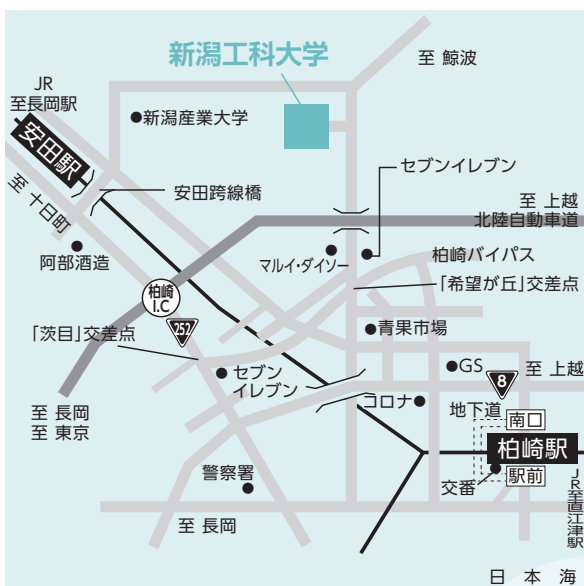 新潟工科大学
至 鯨波
JR
至長岡駅
●新潟産業大学
安田駅
セブンイレブン
安田跨線橋
至 十日町
至 上越
北陸自動車道
阿部酒造
マルイ・ダイソー
柏崎バイパス
柏崎
I.C
「希望が丘」交差点
252
「茨目」交差点
●青果市場
セブン
イレブン
●GS
8
至 上越
コロナ●
地下道
南口
至 長岡
至 東京
柏崎駅
警察署
駅前
交番
至 長岡
JR至直江津駅
日本海